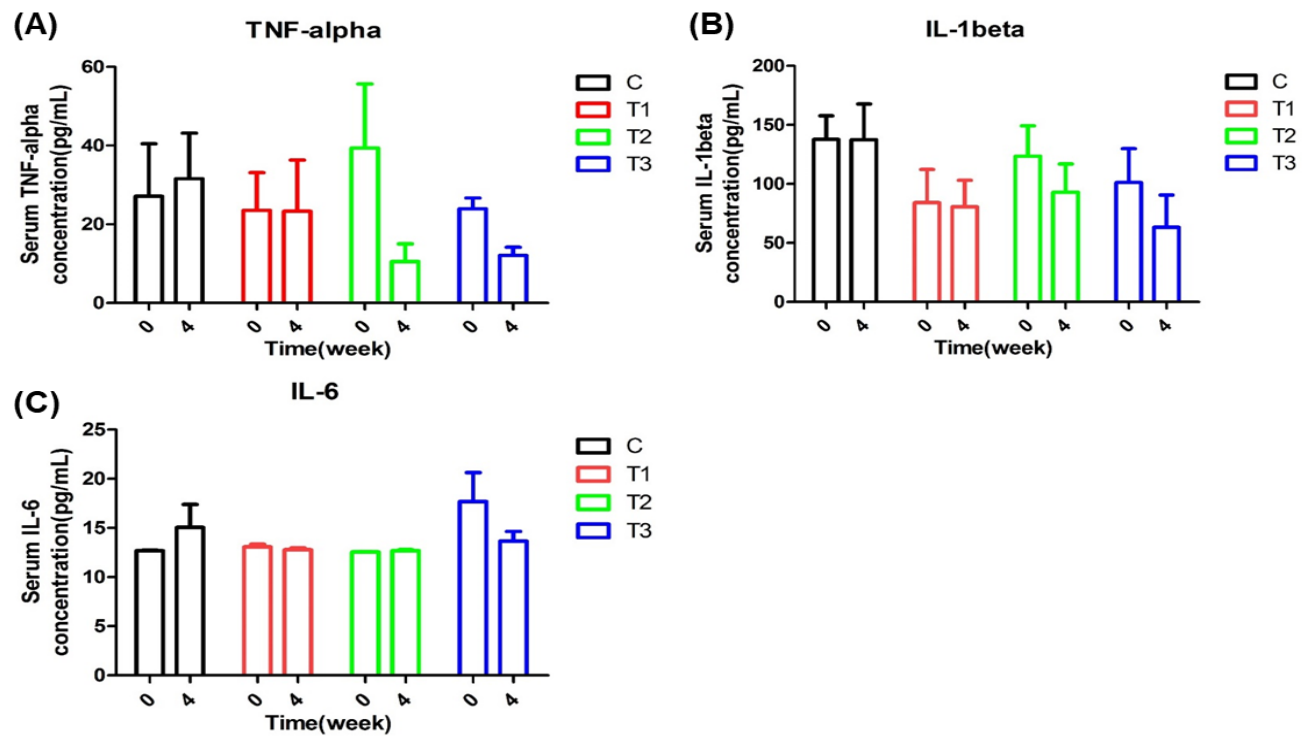 (A)
TNF-alpha
Serum TNF-alpha
concentration(pg/mL)
60
40
20
0
0 4 0 4 0 4 0 4
Time(week)
C
T1
T2
T3
(B)
IL-1beta
Serum IL-1beta
concentration(pg/mL)
200
150
100
50
0
0 4 0 4 0 4 0 4
Time(week)
C
T1
T2
T3
(C)
IL-6
Serum IL-6
concentration(pg/mL)
25
20
15
10
5
0
0 4 0 4 0 4 0 4
Time(week)
C
T1
T2
T3